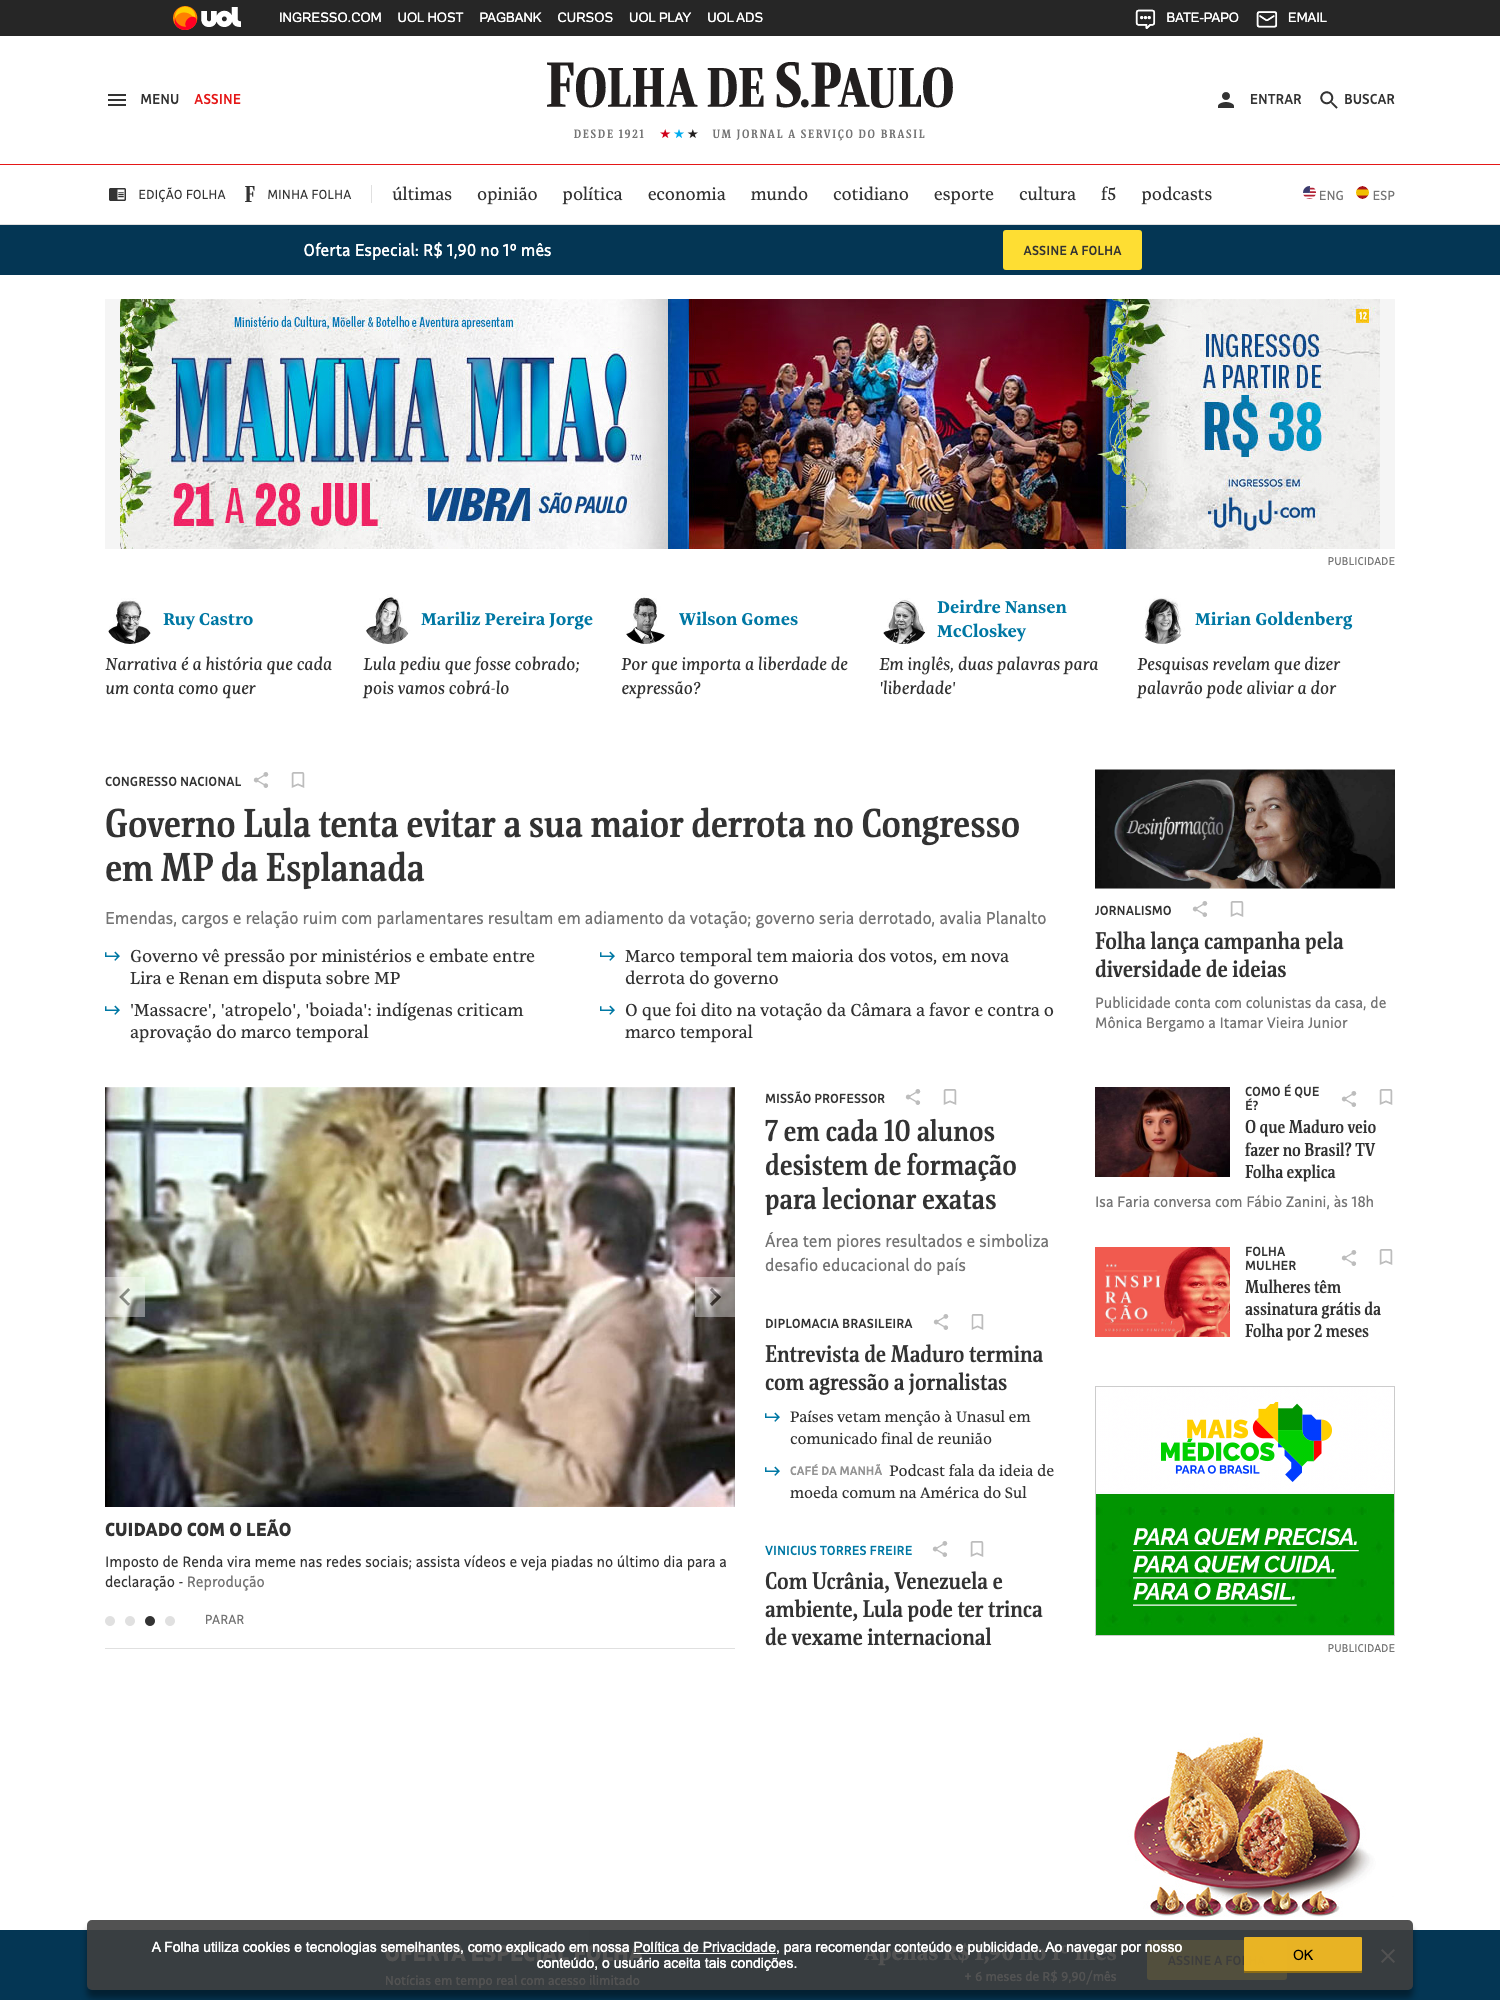 uol INGRESSO.COM UOL HOST PAGBANK CURSOS UOL PLAY UOL ADS BATE-PAPO EMAIL
MENU ASSINE
FOLHA DE S.PAULO
DESDE 1921 ★★★ UM JORNAL A SERVIÇO DO BRASIL
ENTRAR BUSCAR
EDIÇÃO FOLHA F MINHA FOLHA últimas opinião política economia mundo cotidiano esporte cultura f5 podcasts ENG ESP
Oferta Especial: R$ 1,90 no 1º mês ASSINE A FOLHA
Ministério da Cultura, Möeller & Botelho e Aventura apresentam
MAMMA MIA!™
21 A 28 JUL VIBRA SÃO PAULO
12
INGRESSOS
A PARTIR DE
R$ 38
INGRESSOS EM
uhuu.com
PUBLICIDADE
Ruy Castro
Narrativa é a história que cada
um conta como quer
Mariliz Pereira Jorge
Lula pediu que fosse cobrado;
pois vamos cobrá-lo
Wilson Gomes
Por que importa a liberdade de
expressão?
Deirdre Nansen
McCloskey
Em inglês, duas palavras para
'liberdade'
Mirian Goldenberg
Pesquisas revelam que dizer
palavrão pode aliviar a dor
CONGRESSO NACIONAL
Governo Lula tenta evitar a sua maior derrota no Congresso
em MP da Esplanada
Emendas, cargos e relação ruim com parlamentares resultam em adiamento da votação; governo seria derrotado, avalia Planalto
Governo vê pressão por ministérios e embate entre
Lira e Renan em disputa sobre MP
Marco temporal tem maioria dos votos, em nova
derrota do governo
'Massacre', 'atropelo', 'boiada': indígenas criticam
aprovação do marco temporal
O que foi dito na votação da Câmara a favor e contra o
marco temporal
Desinformação
JORNALISMO
Folha lança campanha pela
diversidade de ideias
Publicidade conta com colunistas da casa, de
Mônica Bergamo a Itamar Vieira Junior
CUIDADO COM O LEÃO
Imposto de Renda vira meme nas redes sociais; assista vídeos e veja piadas no último dia para a
declaração - Reprodução
PARAR
MISSÃO PROFESSOR
7 em cada 10 alunos
desistem de formação
para lecionar exatas
Área tem piores resultados e simboliza
desafio educacional do país
DIPLOMACIA BRASILEIRA
Entrevista de Maduro termina
com agressão a jornalistas
Países vetam menção à Unasul em
comunicado final de reunião
CAFÉ DA MANHÃ Podcast fala da ideia de
moeda comum na América do Sul
VINICIUS TORRES FREIRE
Com Ucrânia, Venezuela e
ambiente, Lula pode ter trinca
de vexame internacional
COMO É QUE
É?
O que Maduro veio
fazer no Brasil? TV
Folha explica
Isa Faria conversa com Fábio Zanini, às 18h
INSPI
RA
ÇÃO
FOLHA
MULHER
Mulheres têm
assinatura grátis da
Folha por 2 meses
MAIS
MÉDICOS
PARA O BRASIL
PARA QUEM PRECISA.
PARA QUEM CUIDA.
PARA O BRASIL.
PUBLICIDADE
A Folha utiliza cookies e tecnologias semelhantes, como explicado em nossa Política de Privacidade, para recomendar conteúdo e publicidade. Ao navegar por nosso
conteúdo, o usuário aceita tais condições.
OK
Apenas R$ 1,90 no 1º mês
Notícias em tempo real com acesso ilimitado
+ 6 meses de R$ 9,90/mês
ASSINE A FO